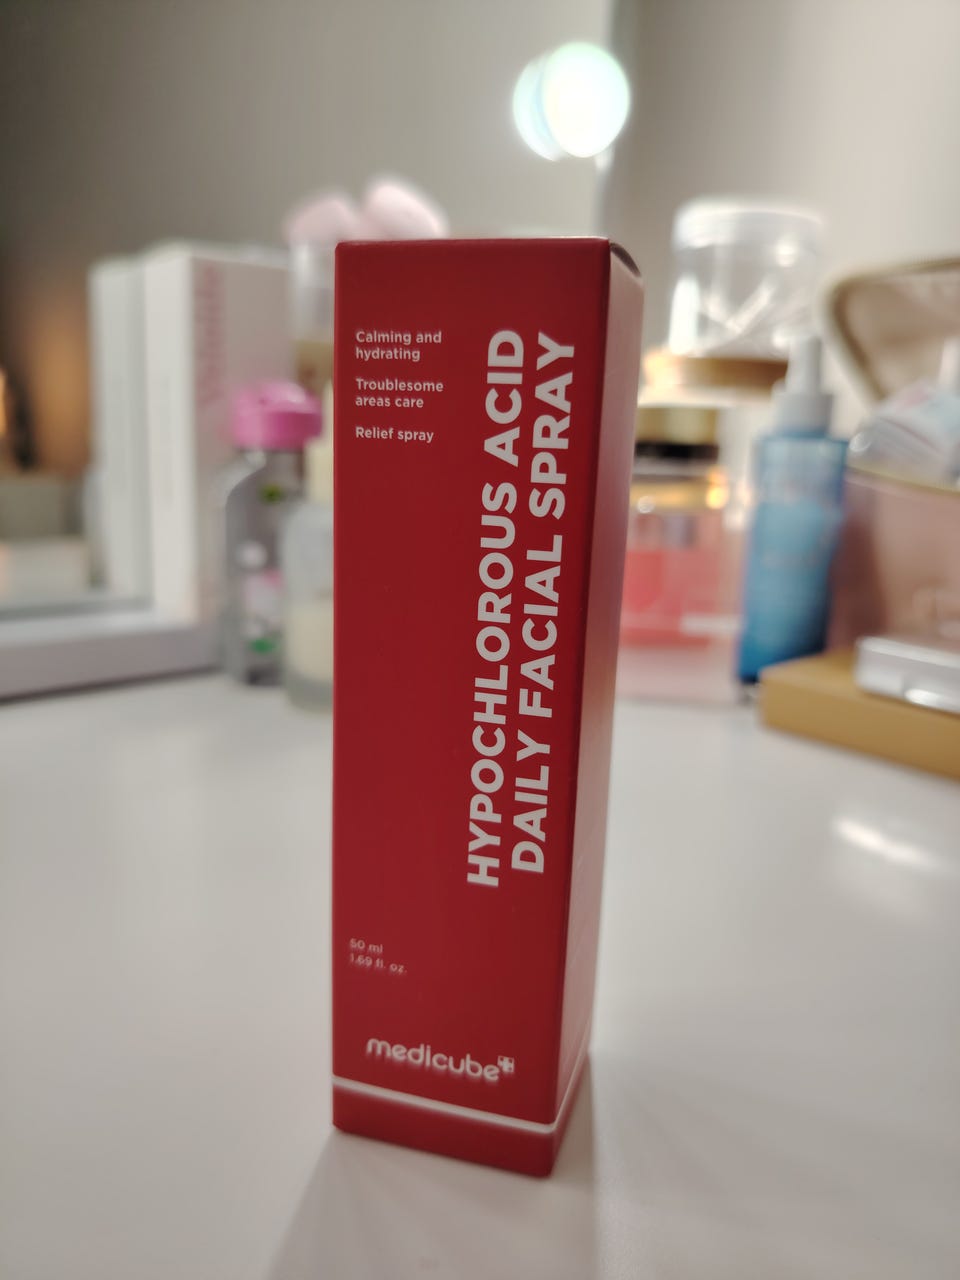 Calming and
hydrating
Troublesome
areas care
Relief spray
HYPOCHLOROUS ACID
DAILY FACIAL SPRAY
50 ml
1.69 fl. oz.
medicube